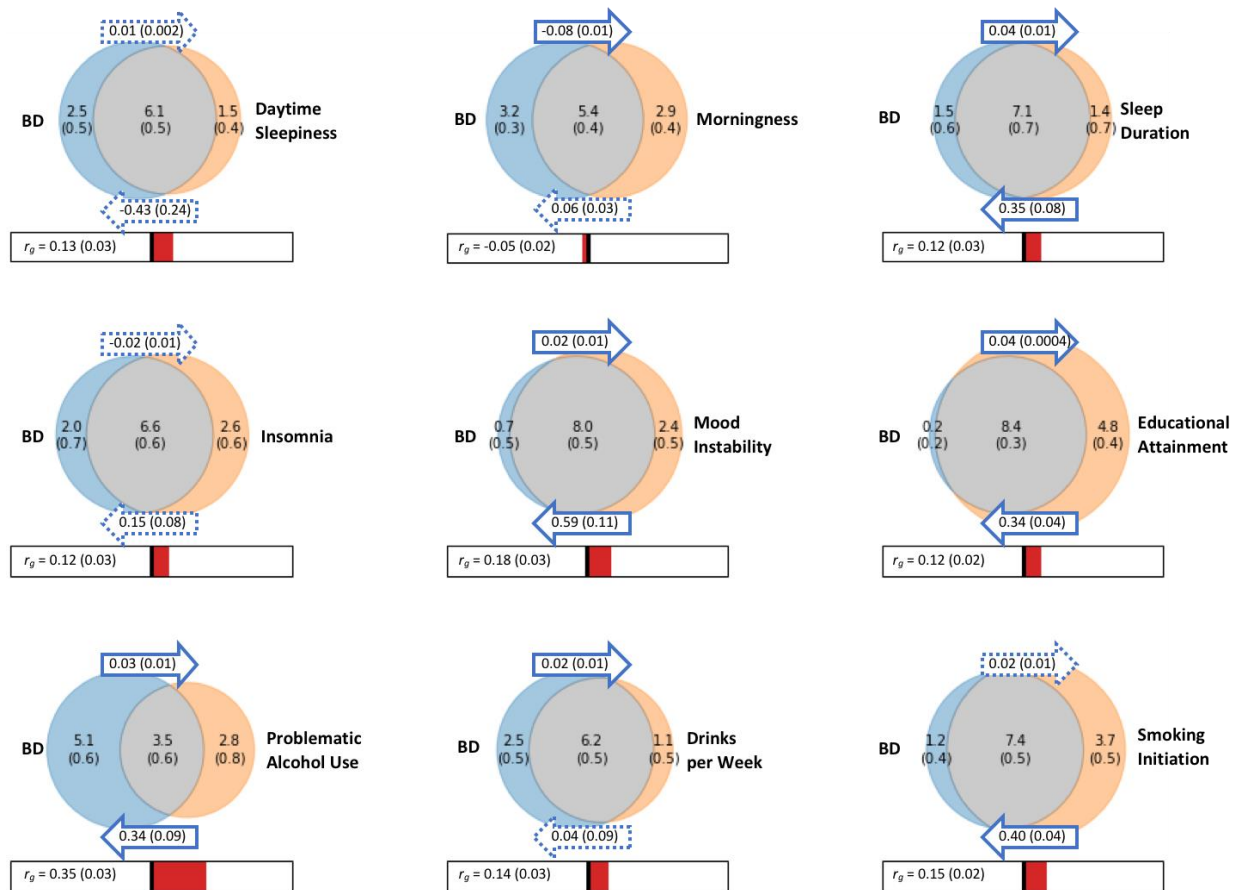 0.01 (0.002)
BD
2.5
(0.5)
6.1
(0.5)
1.5
(0.4)
Daytime
Sleepiness
-0.43 (0.24)
rg = 0.13 (0.03)
-0.08 (0.01)
BD
3.2
(0.3)
5.4
(0.4)
2.9
(0.4)
Morningness
0.06 (0.03)
rg = -0.05 (0.02)
0.04 (0.01)
BD
1.5
(0.6)
7.1
(0.7)
1.4
(0.7)
Sleep
Duration
0.35 (0.08)
rg = 0.12 (0.03)
-0.02 (0.01)
BD
2.0
(0.7)
6.6
(0.6)
2.6
(0.6)
Insomnia
0.15 (0.08)
rg = 0.12 (0.03)
0.02 (0.01)
BD
0.7
(0.5)
8.0
(0.5)
2.4
(0.5)
Mood
Instability
0.59 (0.11)
rg = 0.18 (0.03)
0.04 (0.0004)
BD
0.2
(0.2)
8.4
(0.3)
4.8
(0.4)
Educational
Attainment
0.34 (0.04)
rg = 0.12 (0.02)
0.03 (0.01)
BD
5.1
(0.6)
3.5
(0.6)
2.8
(0.8)
Problematic
Alcohol Use
0.34 (0.09)
rg = 0.35 (0.03)
0.02 (0.01)
BD
2.5
(0.5)
6.2
(0.5)
1.1
(0.5)
Drinks
per Week
0.04 (0.09)
rg = 0.14 (0.03)
0.02 (0.01)
BD
1.2
(0.4)
7.4
(0.5)
3.7
(0.5)
Smoking
Initiation
0.40 (0.04)
rg = 0.15 (0.02)